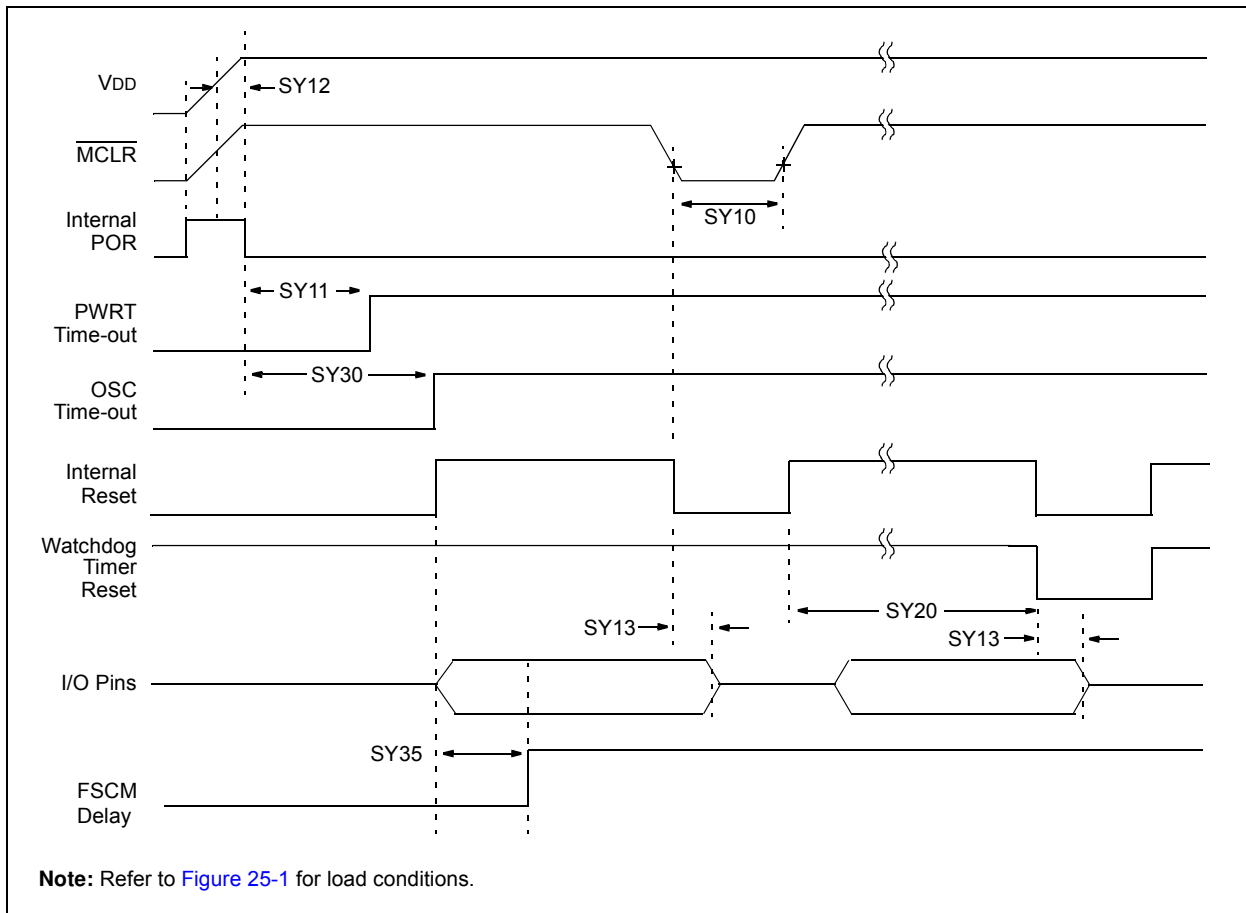 VDD
SY12
MCLR
SY10
Internal
POR
SY11
PWRT
Time-out
SY30
OSC
Time-out
Internal
Reset
Watchdog
Timer
Reset
SY20
SY13
SY13
I/O Pins
SY35
FSCM
Delay
Note: Refer to Figure 25-1 for load conditions.